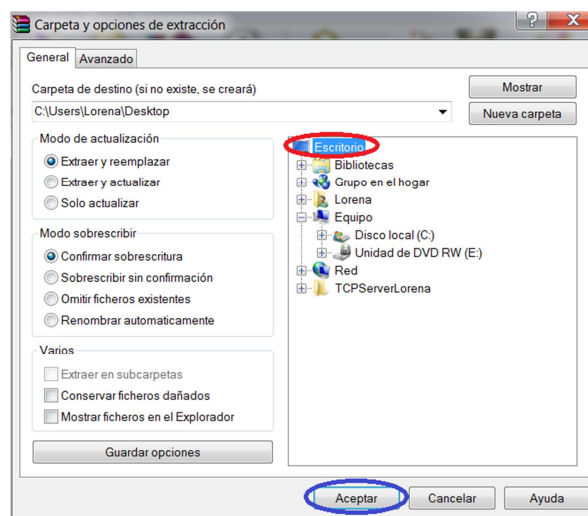 Carpeta y opciones de extracción
General
Avanzado
Carpeta de destino (si no existe, se creará)
Mostrar
C:\Users\Lorena\Desktop
Nueva carpeta
Modo de actualización
Extraer y reemplazar
Extraer y actualizar
Solo actualizar
Modo sobrescribir
Confirmar sobrescritura
Sobrescribir sin confirmación
Omitir ficheros existentes
Renombrar automaticamente
Varios
Extraer en subcarpetas
Conservar ficheros dañados
Mostrar ficheros en el Explorador
Guardar opciones
Escritorio
Bibliotecas
Grupo en el hogar
Lorena
Equipo
Disco local (C:)
Unidad de DVD RW (E:)
Red
TCPServerLorena
Aceptar
Cancelar
Ayuda